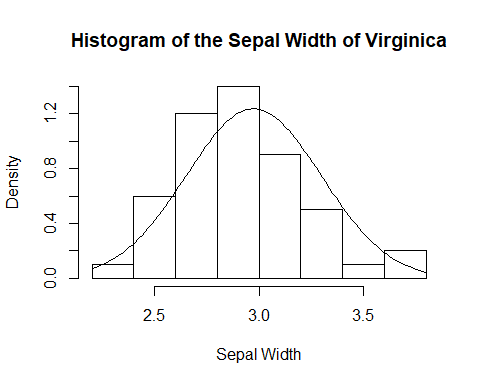 Histogram of the Sepal Width of Virginica
Density
1.2
0.8
0.4
0.0
2.5 3.0 3.5
Sepal Width